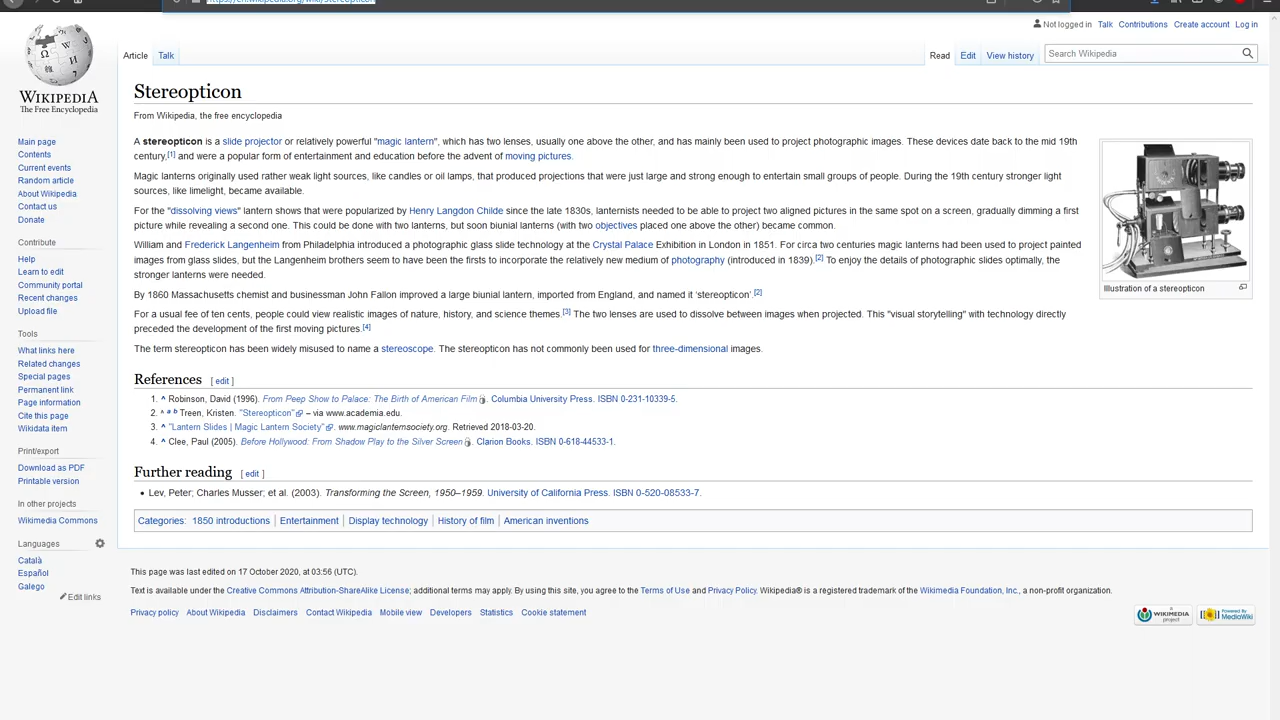 https://en.wikipedia.org/wiki/Stereopticon
Not logged in Talk Contributions Create account Log in
Article Talk
Read Edit View history
Search Wikipedia
WIKIPEDIA
The Free Encyclopedia
Main page
Contents
Current events
Random article
About Wikipedia
Contact us
Donate
Contribute
Help
Learn to edit
Community portal
Recent changes
Upload file
Tools
What links here
Related changes
Special pages
Permanent link
Page information
Cite this page
Wikidata item
Print/export
Download as PDF
Printable version
In other projects
Wikimedia Commons
Languages
Català
Español
Galego
Edit links
Stereopticon
From Wikipedia, the free encyclopedia
A stereopticon is a slide projector or relatively powerful "magic lantern", which has two lenses, usually one above the other, and has mainly been used to project photographic images. These devices date back to the mid 19th
century,[1] and were a popular form of entertainment and education before the advent of moving pictures.
Magic lanterns originally used rather weak light sources, like candles or oil lamps, that produced projections that were just large and strong enough to entertain small groups of people. During the 19th century stronger light
sources, like limelight, became available.
For the "dissolving views" lantern shows that were popularized by Henry Langdon Childe since the late 1830s, lanternists needed to be able to project two aligned pictures in the same spot on a screen, gradually dimming a first
picture while revealing a second one. This could be done with two lanterns, but soon biunial lanterns (with two objectives placed one above the other) became common.
William and Frederick Langenheim from Philadelphia introduced a photographic glass slide technology at the Crystal Palace Exhibition in London in 1851. For circa two centuries magic lanterns had been used to project painted
images from glass slides, but the Langenheim brothers seem to have been the firsts to incorporate the relatively new medium of photography (introduced in 1839).[2] To enjoy the details of photographic slides optimally, the
stronger lanterns were needed.
By 1860 Massachusetts chemist and businessman John Fallon improved a large biunial lantern, imported from England, and named it ‘stereopticon’.[2]
For a usual fee of ten cents, people could view realistic images of nature, history, and science themes.[3] The two lenses are used to dissolve between images when projected. This "visual storytelling" with technology directly
preceded the development of the first moving pictures.[4]
The term stereopticon has been widely misused to name a stereoscope. The stereopticon has not commonly been used for three-dimensional images.
Illustration of a stereopticon
References [ edit ]
1. ^ Robinson, David (1996). From Peep Show to Palace: The Birth of American Film. Columbia University Press. ISBN 0-231-10339-5.
2. ^ a b Treen, Kristen. "Stereopticon" – via www.academia.edu.
3. ^ "Lantern Slides | Magic Lantern Society". www.magiclanternsociety.org. Retrieved 2018-03-20.
4. ^ Clee, Paul (2005). Before Hollywood: From Shadow Play to the Silver Screen. Clarion Books. ISBN 0-618-44533-1.
Further reading [ edit ]
• Lev, Peter; Charles Musser; et al. (2003). Transforming the Screen, 1950–1959. University of California Press. ISBN 0-520-08533-7.
Categories: 1850 introductions | Entertainment | Display technology | History of film | American inventions
This page was last edited on 17 October 2020, at 03:56 (UTC).
Text is available under the Creative Commons Attribution-ShareAlike License; additional terms may apply. By using this site, you agree to the Terms of Use and Privacy Policy. Wikipedia® is a registered trademark of the Wikimedia Foundation, Inc., a non-profit organization.
Privacy policy About Wikipedia Disclaimers Contact Wikipedia Mobile view Developers Statistics Cookie statement
A WIKIMEDIA project
Powered By MediaWiki